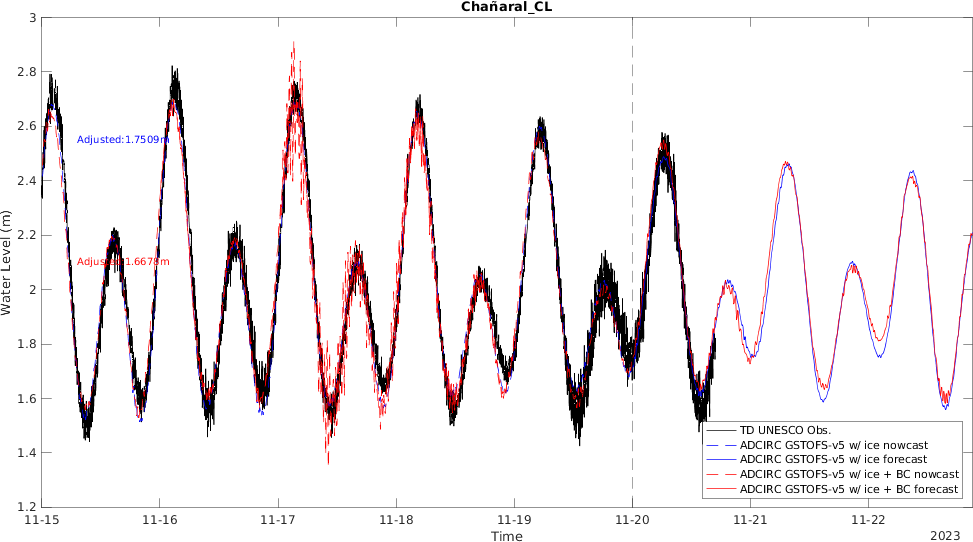 Chañaral_CL
3
2.8
2.6
2.4
2.2
2
1.8
1.6
1.4
1.2
Water Level (m)
Adjusted:1.7509m
Adjusted:1.6678m
TD UNESCO Obs.
ADCIRC GSTOFS-v5 w/ ice nowcast
ADCIRC GSTOFS-v5 w/ ice forecast
ADCIRC GSTOFS-v5 w/ ice + BC nowcast
ADCIRC GSTOFS-v5 w/ ice + BC forecast
11-15 11-16 11-17 11-18 11-19 11-20 11-21 11-22
Time
2023